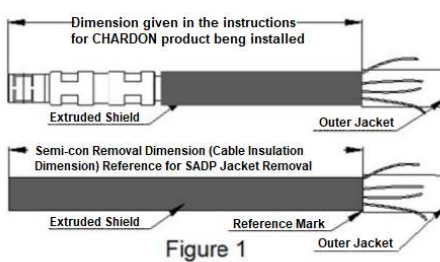 Dimension given in the instructions
for CHARDON product beng installed
Extruded Shield
Outer Jacket
Semi-con Removal Dimension (Cable Insulation
Dimension) Reference for SADP Jacket Removal
Extruded Shield
Reference Mark
Outer Jacket
Figure 1